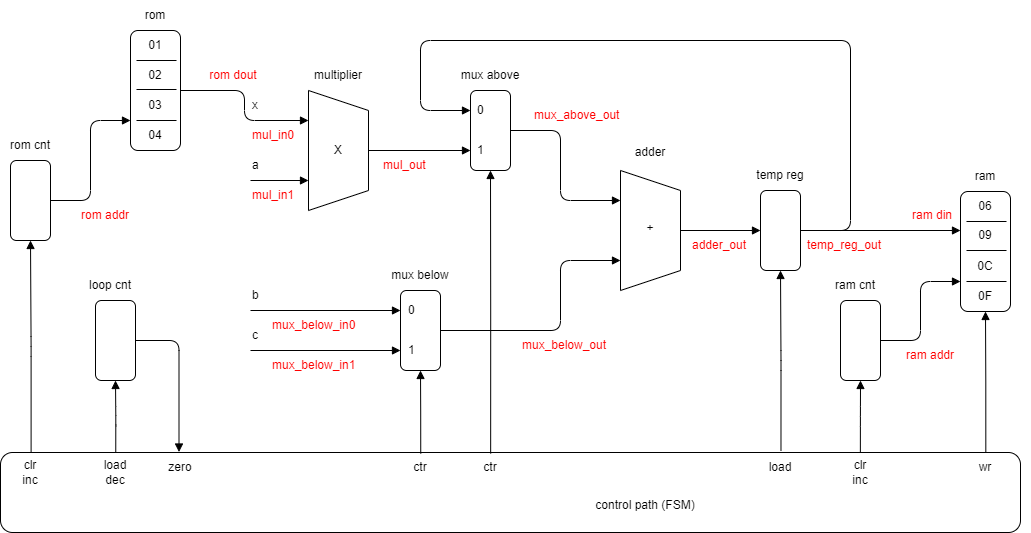 rom
01
02
03
04
rom dout
multiplier
x
mul_in0
X
a
mul_in1
mul_out
mux above
0
1
mux_above_out
rom cnt
rom addr
adder
+
adder_out
temp reg
temp_reg_out
ram
ram din
06
09
0C
0F
ram cnt
ram addr
loop cnt
mux below
b
mux_below_in0
0
c
mux_below_in1
1
mux_below_out
clr
inc
load
dec
zero
ctr
ctr
load
clr
inc
wr
control path (FSM)